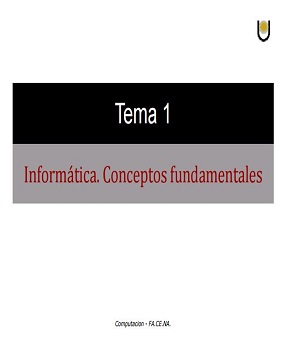 Tema 1
Informática. Conceptos fundamentales
Computacion - FA.CE.NA.